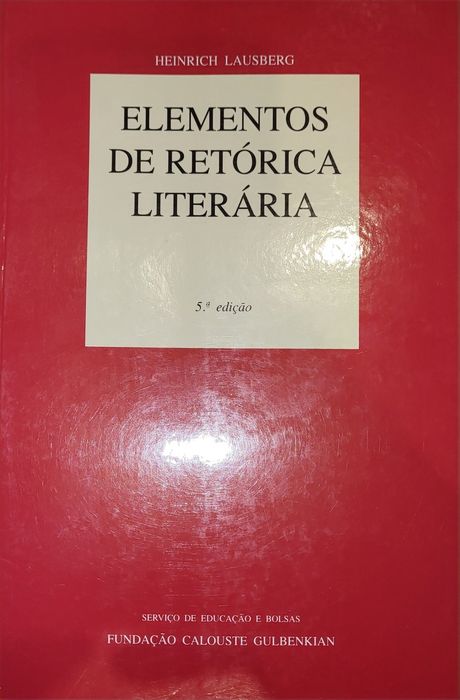 HEINRICH LAUSBERG
ELEMENTOS
DE RETÓRICA
LITERÁRIA
5.ª edição
SERVIÇO DE EDUCAÇÃO E BOLSAS
FUNDAÇÃO CALOUSTE GULBENKIAN